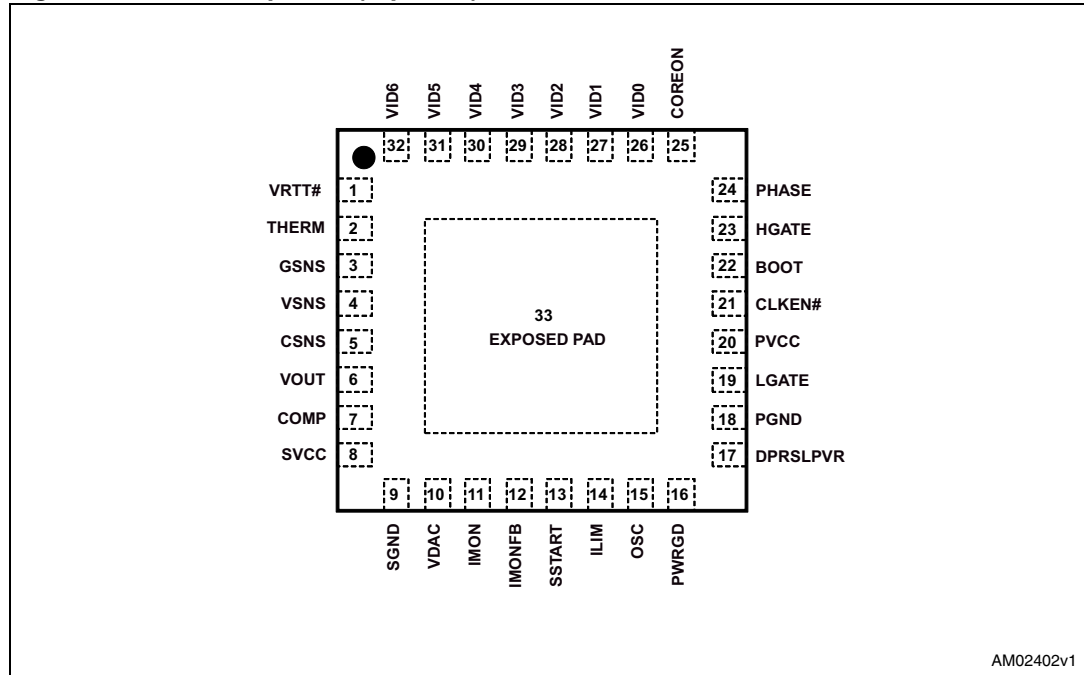 VID6
VID5
VID4
VID3
VID2
VID1
VID0
COREON
32
31
30
29
28
27
26
25
VRTT# 1
THERM 2
GSNS 3
VSNS 4
CSNS 5
VOUT 6
COMP 7
SVCC 8
33
EXPOSED PAD
24 PHASE
23 HGATE
22 BOOT
21 CLKEN#
20 PVCC
19 LGATE
18 PGND
17 DPRSLPVR
9
10
11
12
13
14
15
16
SGND
VDAC
IMON
IMONFB
SSTART
ILIM
OSC
PWRGD
AM02402v1